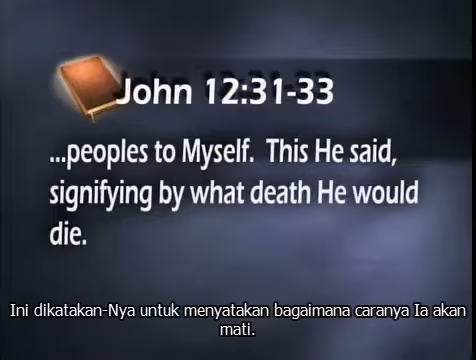 John 12:31-33
...peoples to Myself. This He said,
signifying by what death He would
die.
Ini dikatakan-Nya untuk menyatakan bagaimana caranya Ia akan
mati.